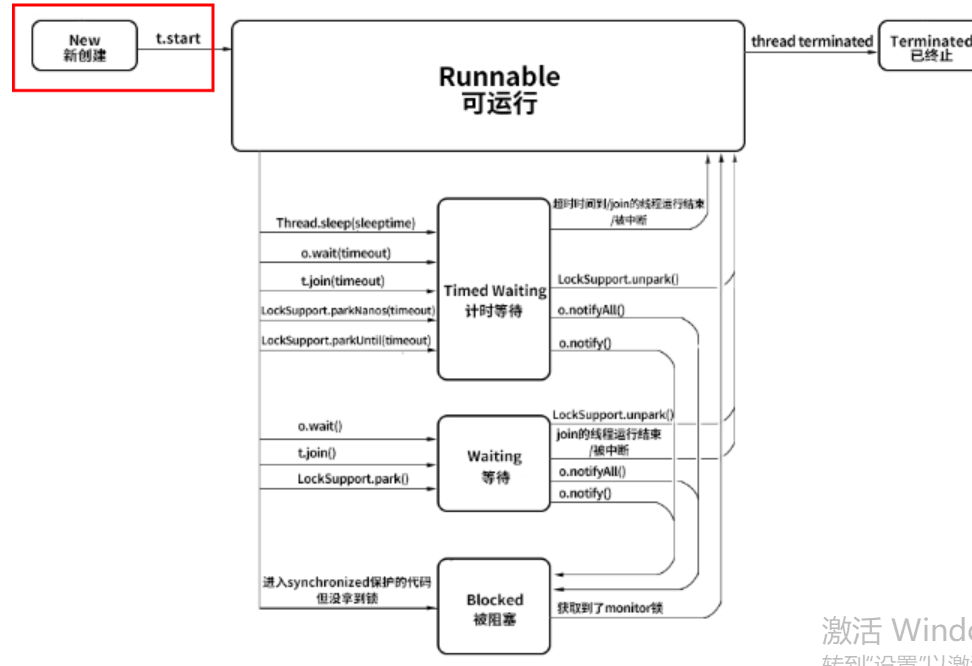 New
新创建
t.start
Runnable
可运行
thread terminated
Terminated
已终止
Thread.sleep(sleeptime)
o.wait(timeout)
t.join(timeout)
LockSupport.parkNanos(timeout)
LockSupport.parkUntil(timeout)
Timed Waiting
计时等待
超时时间到/join的线程运行结束
/被中断
LockSupport.unpark()
o.notifyAll()
o.notify()
o.wait()
t.join()
LockSupport.park()
Waiting
等待
LockSupport.unpark()
join的线程运行结束
/被中断
o.notifyAll()
o.notify()
进入synchronized保护的代码
但没拿到锁
Blocked
被阻塞
获取到了monitor锁
激活 Windo
转到"设置"以激